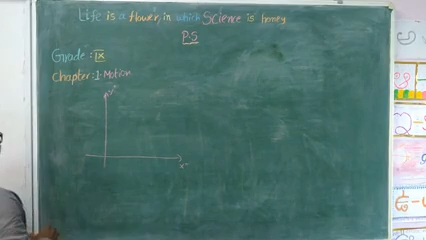 Life is a flower, in which Science is honey
P.S
Grade : IX
Chapter : 1. Motion